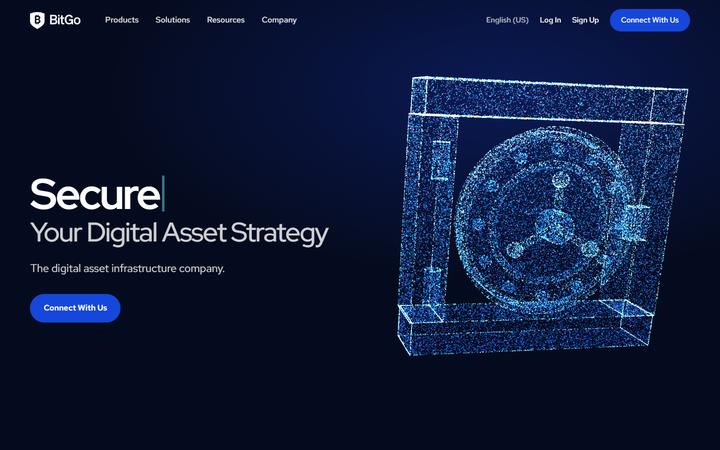 BitGo
Products
Solutions
Resources
Company
English (US)
Log In
Sign Up
Connect With Us
Secure
Your Digital Asset Strategy
The digital asset infrastructure company.
Connect With Us